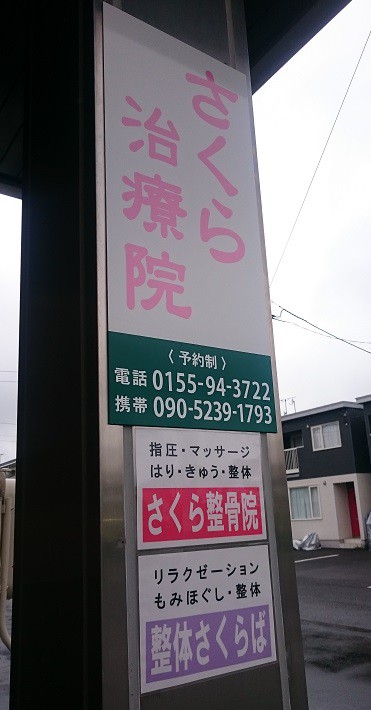 さくら
治療院
〈 予約制 〉
電話 0155-94-3722
携帯 090-5239-1793
指圧・マッサージ
はり・きゅう・整体
さくら整骨院
リラクゼーション
もみほぐし・整体
整体さくらば